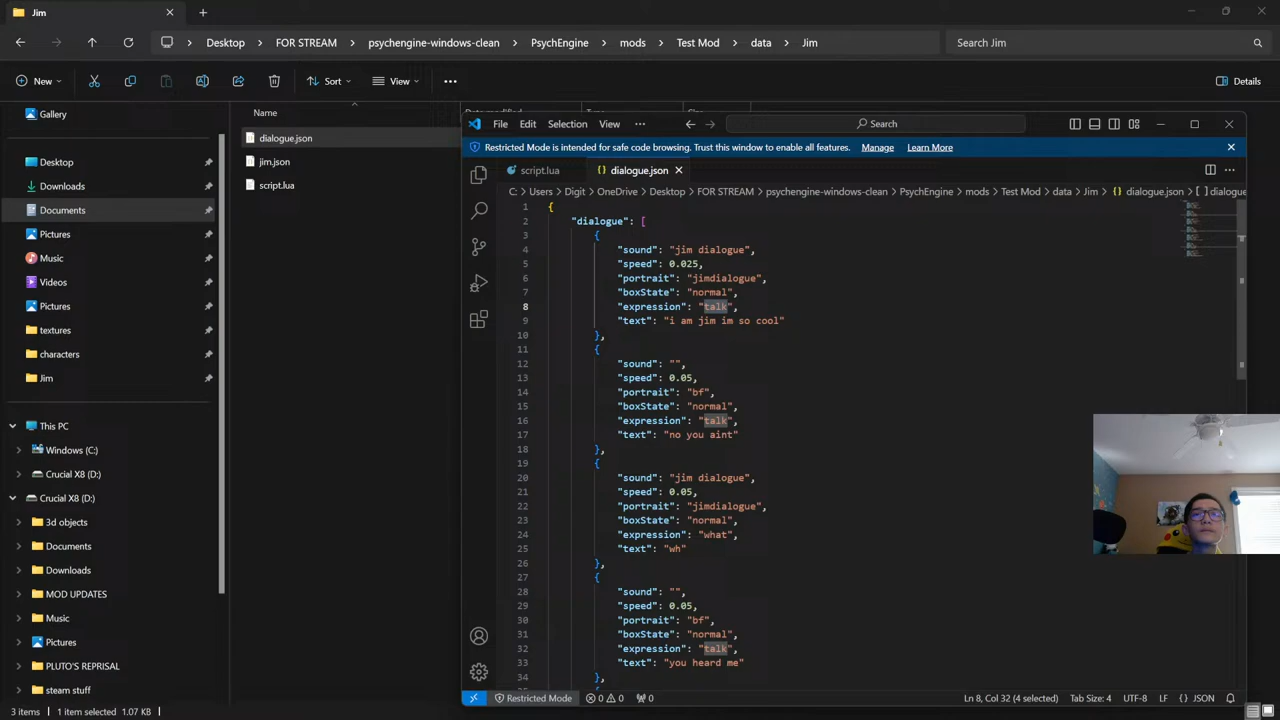 Jim
Desktop
FOR STREAM
psychengine-windows-clean
PsychEngine
mods
Test Mod
data
Jim
Search Jim
New
Sort
View
Details
Gallery
Desktop
Downloads
Documents
Pictures
Music
Videos
Pictures
textures
characters
Jim
This PC
Windows (C:)
Crucial X8 (D:)
Crucial X8 (D:)
3d objects
Documents
Downloads
MOD UPDATES
Music
Pictures
PLUTO'S REPRISAL
steam stuff
3 items
1 item selected 1.07 KB
Name
dialogue.json
jim.json
script.lua
File
Edit
Selection
View
Search
Restricted Mode is intended for safe code browsing. Trust this window to enable all features.
Manage
Learn More
script.lua
dialogue.json
C: > Users > Digit > OneDrive > Desktop > FOR STREAM > psychengine-windows-clean > PsychEngine > mods > Test Mod > data > Jim > {} dialogue.json > [ ] dialogue
1 {
2 "dialogue": [
3 {
4 "sound": "jim dialogue",
5 "speed": 0.025,
6 "portrait": "jimdialogue",
7 "boxState": "normal",
8 "expression": "talk",
9 "text": "i am jim im so cool"
10 },
11 {
12 "sound": "",
13 "speed": 0.05,
14 "portrait": "bf",
15 "boxState": "normal",
16 "expression": "talk",
17 "text": "no you aint"
18 },
19 {
20 "sound": "jim dialogue",
21 "speed": 0.05,
22 "portrait": "jimdialogue",
23 "boxState": "normal",
24 "expression": "what",
25 "text": "wh"
26 },
27 {
28 "sound": "",
29 "speed": 0.05,
30 "portrait": "bf",
31 "boxState": "normal",
32 "expression": "talk",
33 "text": "you heard me"
34 },
Restricted Mode
0
0
0
Ln 8, Col 32 (4 selected)
Tab Size: 4
UTF-8
LF
{} JSON